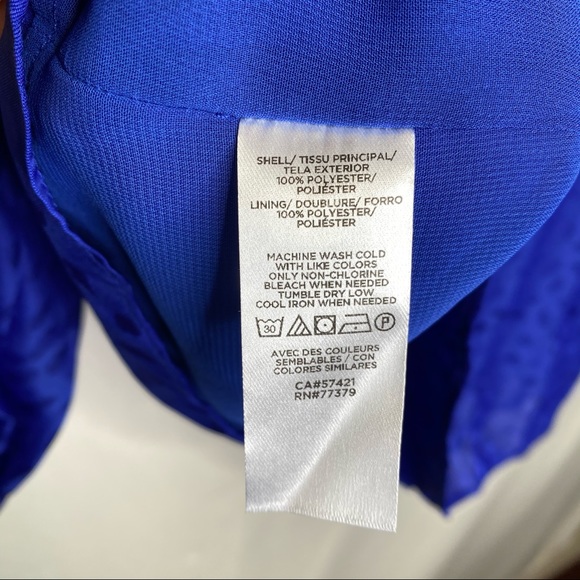 SHELL/ TISSU PRINCIPAL/
TELA EXTERIOR
100% POLYESTER/
POLIÉSTER
LINING/ DOUBLURE/ FORRO
100% POLYESTER/
POLIÉSTER
MACHINE WASH COLD
WITH LIKE COLORS
ONLY NON-CHLORINE
BLEACH WHEN NEEDED
TUMBLE DRY LOW
COOL IRON WHEN NEEDED
30 P
AVEC DES COULEURS
SEMBLABLES / CON
COLORES SIMILARES
CA#57421
RN#77379